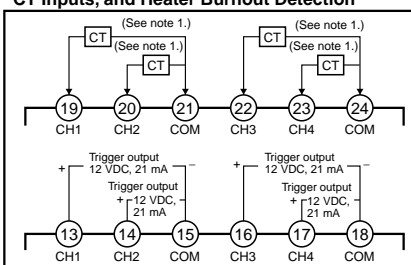 CT Inputs, and Heater Burnout Detection
(See note 1.) (See note 1.)
CT (See note 1.) CT (See note 1.)
CT CT
19 20 21 22 23 24
CH1 CH2 COM CH3 CH4 COM
+ Trigger output – + Trigger output –
12 VDC, 21 mA 12 VDC, 21 mA
Trigger output Trigger output
+ 12 VDC, – + 12 VDC, –
21 mA 21 mA
13 14 15 16 17 18
CH1 CH2 COM CH3 CH4 COM